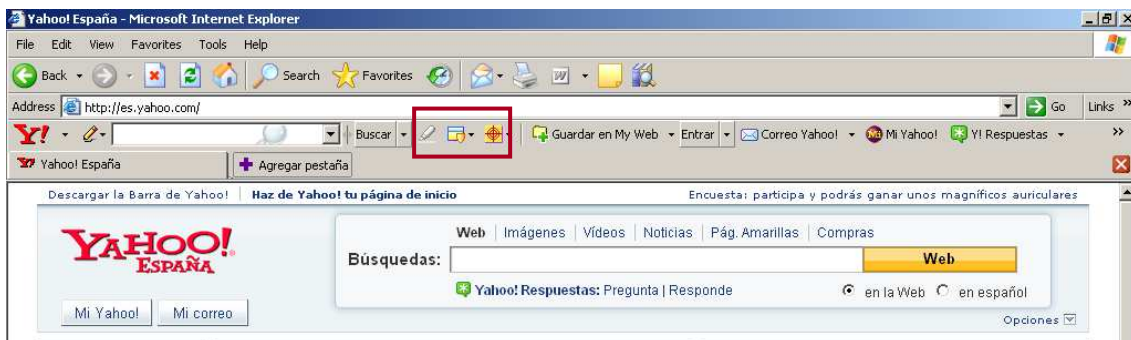 Yahoo! España - Microsoft Internet Explorer
File Edit View Favorites Tools Help
Back Search Favorites
Address http://es.yahoo.com/ Go Links »
Y! Buscar Guardar en My Web Entrar Correo Yahoo! Mi Yahoo! Y! Respuestas »
Yahoo! España Agregar pestaña
Descargar la Barra de Yahoo! | Haz de Yahoo! tu página de inicio Encuesta: participa y podrás ganar unos magníficos auriculares
Web | Imágenes | Vídeos | Noticias | Pág. Amarillas | Compras
YAHOO! ESPAÑA
Búsquedas: Web
Yahoo! Respuestas: Pregunta | Responde en la Web en español
Mi Yahoo! Mi correo
Opciones